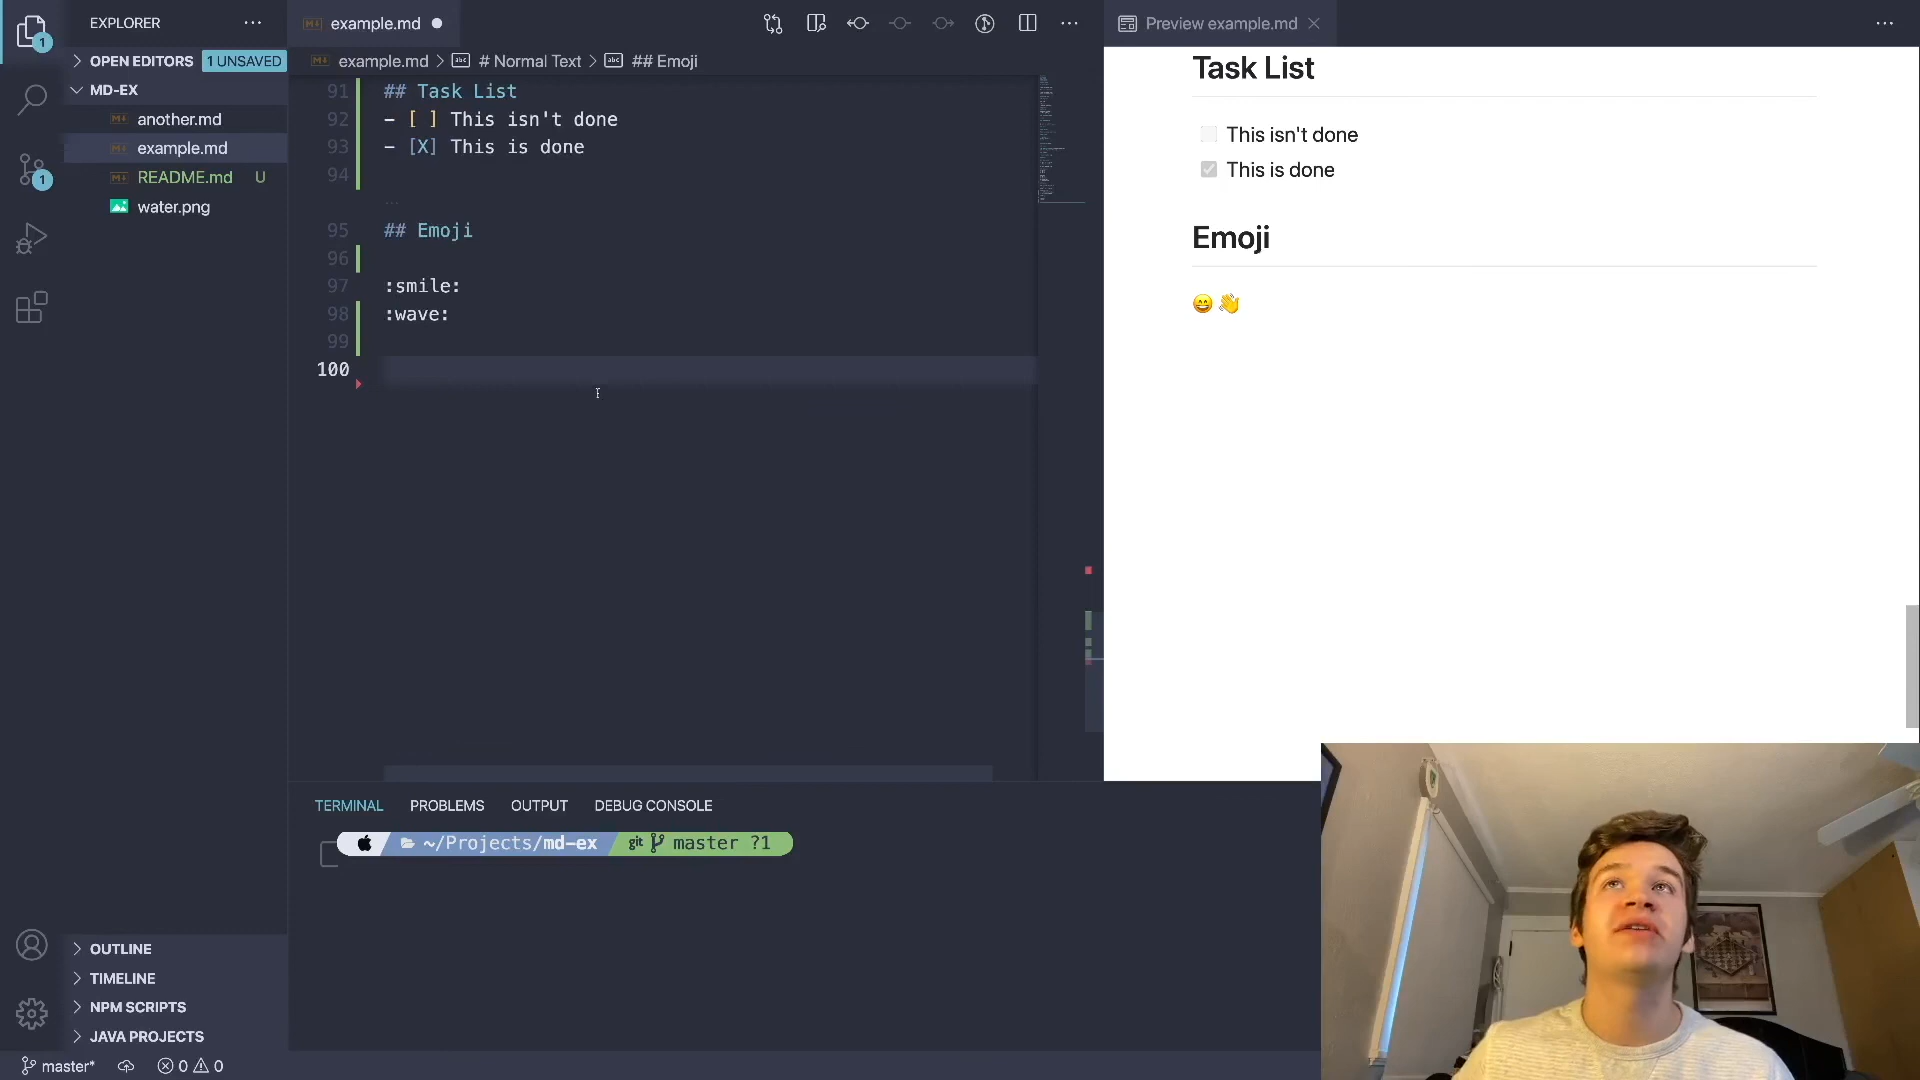 EXPLORER
1
OPEN EDITORS 1 UNSAVED
MD-EX
another.md
example.md
README.md U
water.png
1
OUTLINE
TIMELINE
NPM SCRIPTS
JAVA PROJECTS
master* 0 0
example.md
example.md > # Normal Text > ## Emoji
91 ## Task List
92 - [ ] This isn't done
93 - [X] This is done
94
95 ## Emoji
96
97 :smile:
98 :wave:
99
100
TERMINAL PROBLEMS OUTPUT DEBUG CONSOLE
~/Projects/md-ex git master ?1
Preview example.md
Task List
This isn't done
This is done
Emoji
😄 👋